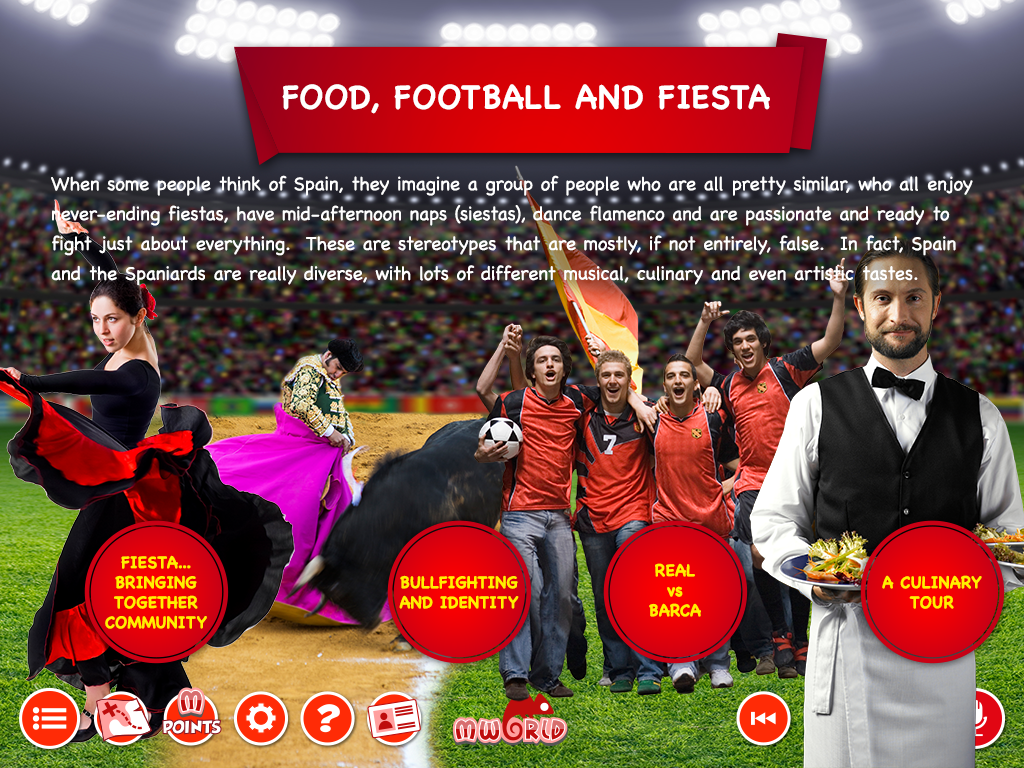 FOOD, FOOTBALL AND FIESTA
When some people think of Spain, they imagine a group of people who are all pretty similar, who all enjoy
never-ending fiestas, have mid-afternoon naps (siestas), dance flamenco and are passionate and ready to
fight just about everything. These are stereotypes that are mostly, if not entirely, false. In fact, Spain
and the Spaniards are really diverse, with lots of different musical, culinary and even artistic tastes.
7
FIESTA...
BRINGING
TOGETHER
COMMUNITY
BULLFIGHTING
AND IDENTITY
REAL
vs
BARCA
A CULINARY
TOUR
M
POINTS
MWORLD